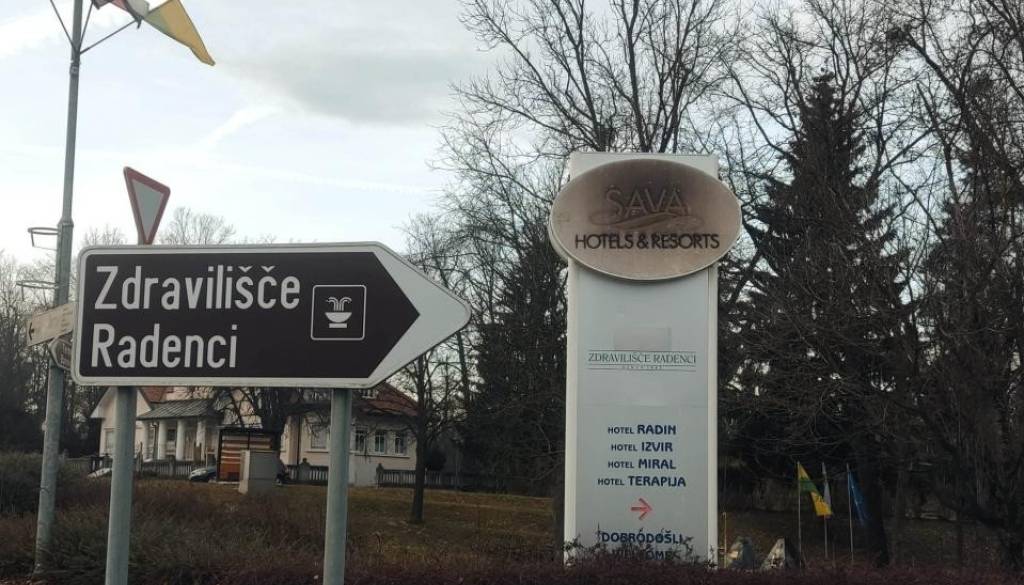 Zdravilišče
Radenci
SAVA
HOTELS & RESORTS
ZDRAVILIŠČE RADENCI
HOTEL RADIN
HOTEL IZVIR
HOTEL MIRAL
HOTEL TERAPIJA
DOBRODOŠLI